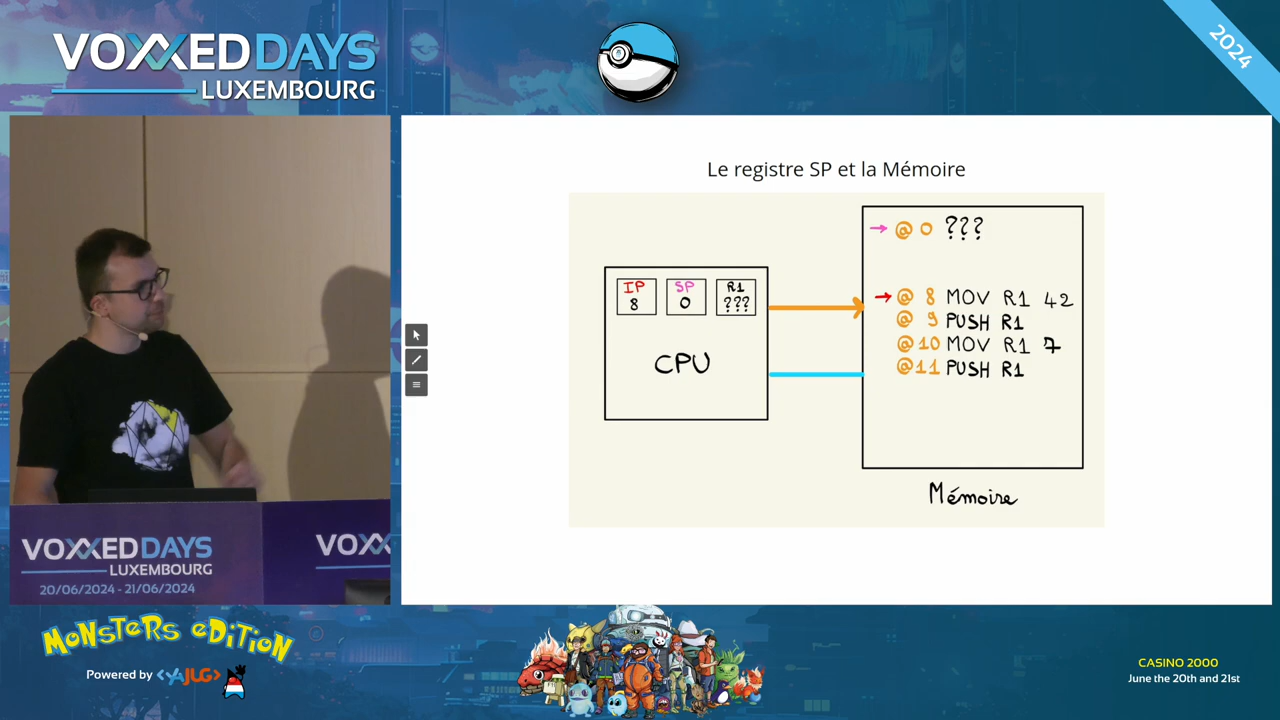 VOXXED DAYS
LUXEMBOURG
2024
Le registre SP et la Mémoire
IP
8
SP
0
R1
???
CPU
→ @ 0 ???
→ @ 8 MOV R1 42
@ 9 PUSH R1
@ 10 MOV R1 7
@ 11 PUSH R1
Mémoire
VOXXED DAYS
LUXEMBOURG
20/06/2024 - 21/06/2024
VOXX
MONSTERS EDITION
Powered by <YAJUG>
CASINO 2000
June the 20th and 21st